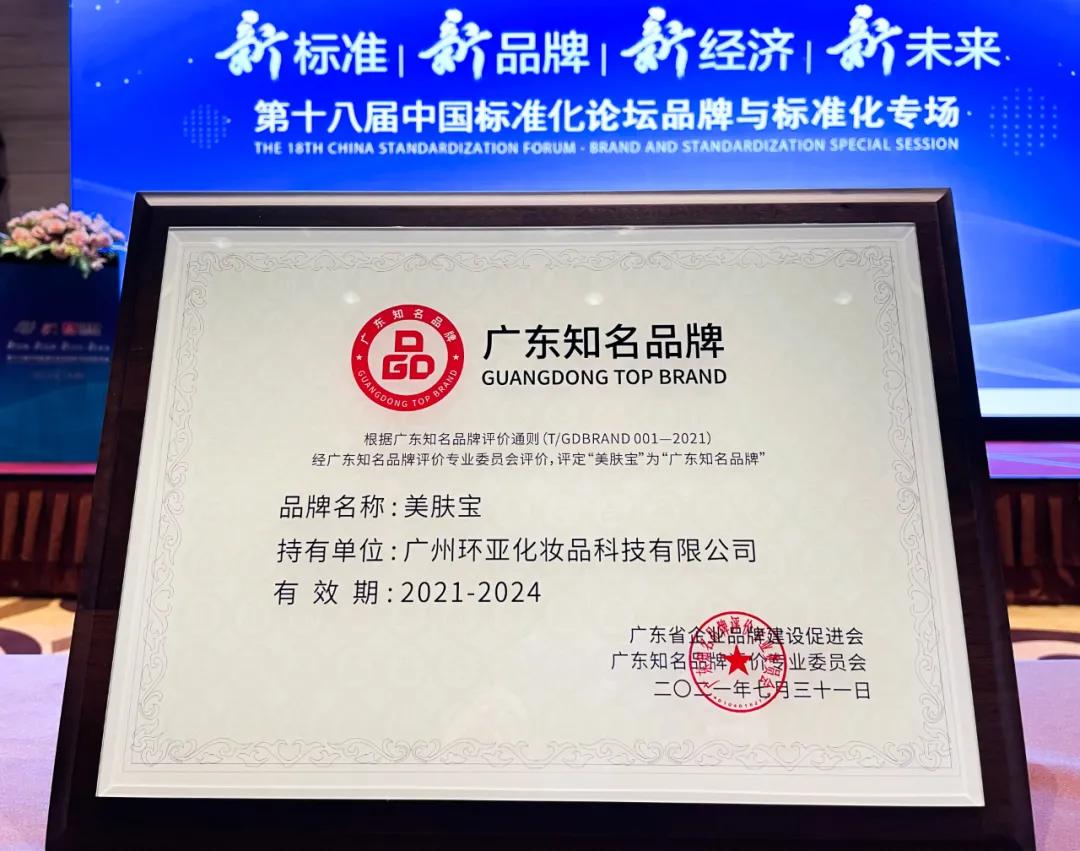 新标准|新品牌|新经济|新未来
第十八届中国标准化论坛品牌与标准化专场
THE 18TH CHINA STANDARDIZATION FORUM - BRAND AND STANDARDIZATION SPECIAL SESSION
广东知名品牌
GD
GUANGDONG TOP BRAND
广东知名品牌
GUANGDONG TOP BRAND
根据广东知名品牌评价通则(T/GDBRAND 001—2021)
经广东知名品牌评价专业委员会评价,评定“美肤宝”为“广东知名品牌”
品牌名称:美肤宝
持有单位:广州环亚化妆品科技有限公司
有 效 期:2021-2024
广东省企业品牌建设促进会
广东知名品牌评价专业委员会
二〇二一年七月三十一日